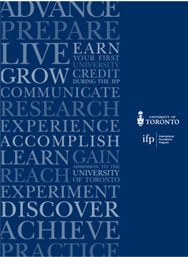 ADVANCE
PREPARE
LIVE EARN
YOUR FIRST
UNIVERSITY
GROW CREDIT
DURING THE IFP
COMMUNICATE
RESEARCH
EXPERIENCE
ACCOMPLISH
LEARN GAIN
ADMISSION TO THE
REACH UNIVERSITY
OF TORONTO
EXPERIMENT
DISCOVER
ACHIEVE
PRACTICE
UNIVERSITY OF
TORONTO
ifp International
Foundation
Program